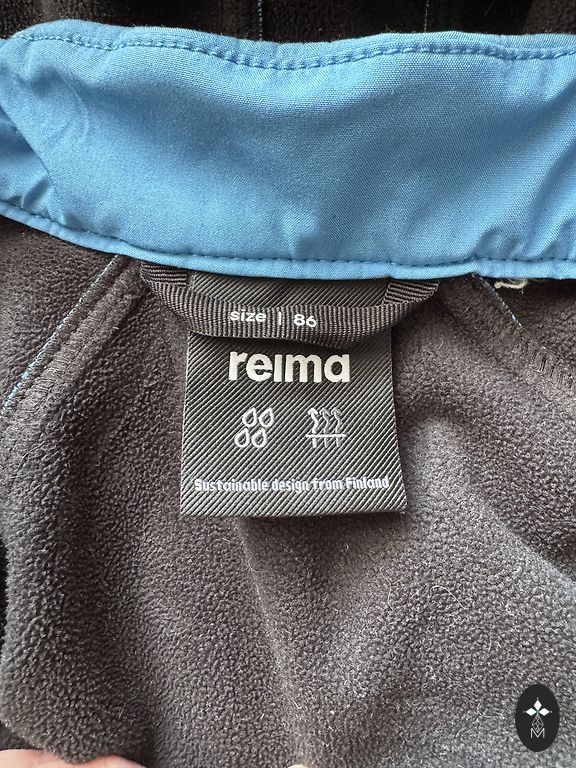 size | 86
reima
Sustainable design from Finland
M